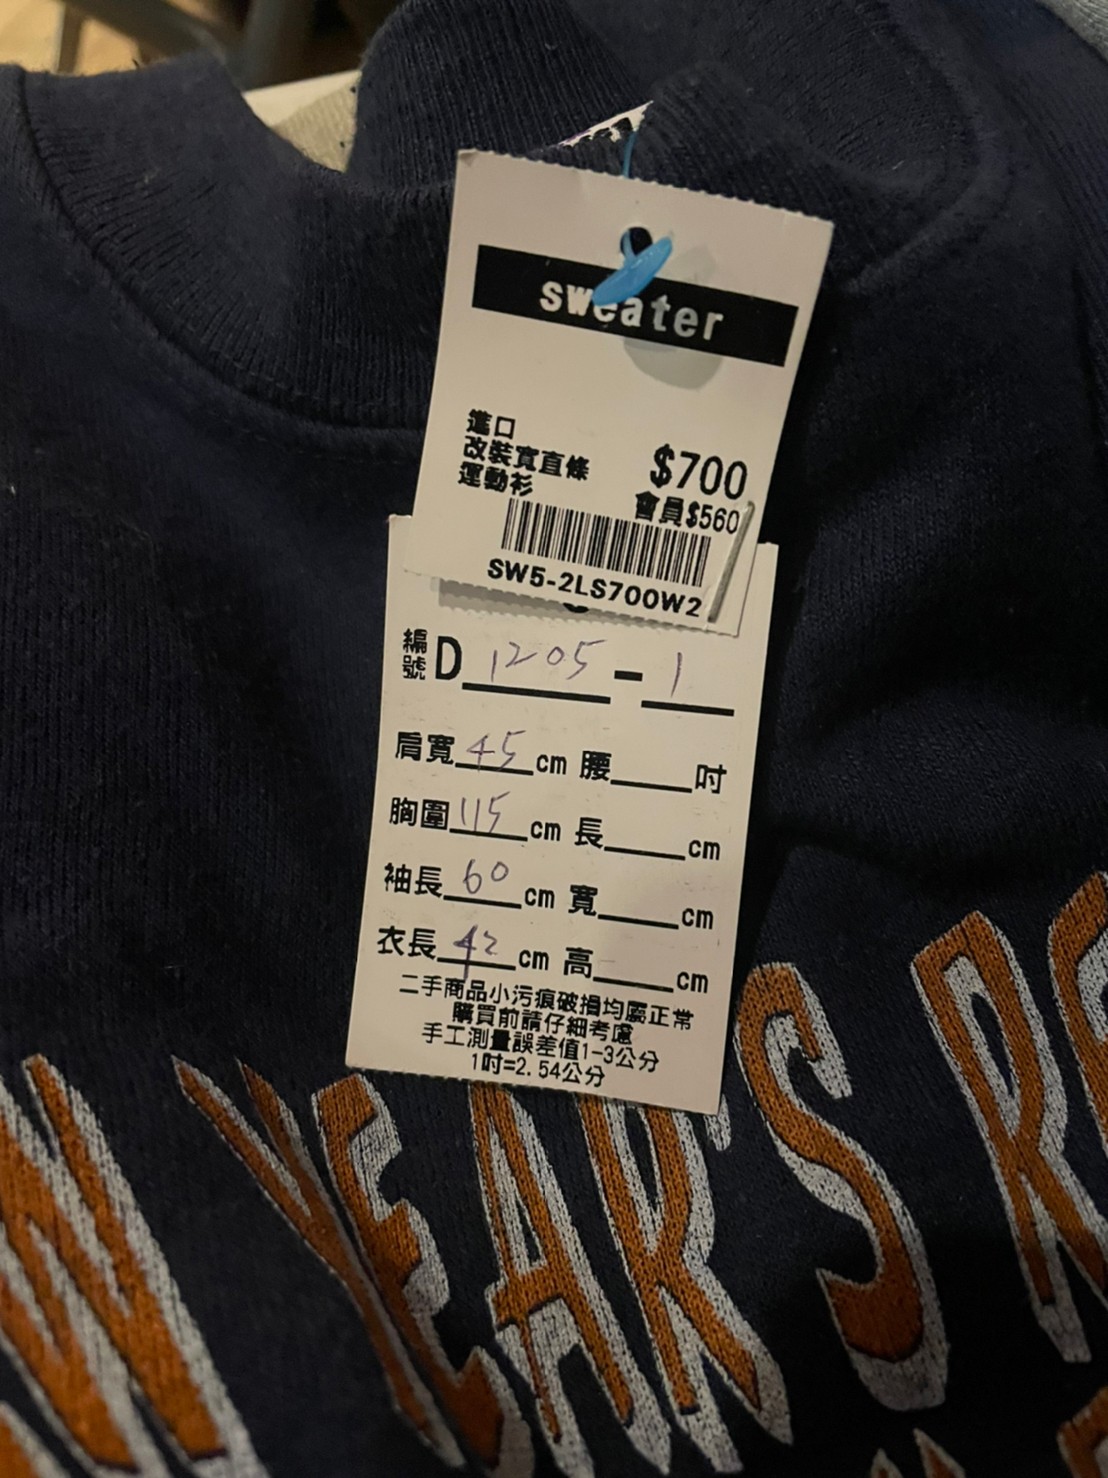 sweater
進口
改裝寬直條
運動衫
$700
會員$560
SW5-2LS700W2
編號 D 1205-1
肩寬 45 cm 腰 吋
胸圍 115 cm 長 cm
袖長 60 cm 寬 cm
衣長 42 cm 高 cm
二手商品小污痕破損均屬正常
購買前請仔細考慮
手工測量誤差值1-3公分
1吋=2.54公分
YEAR'S